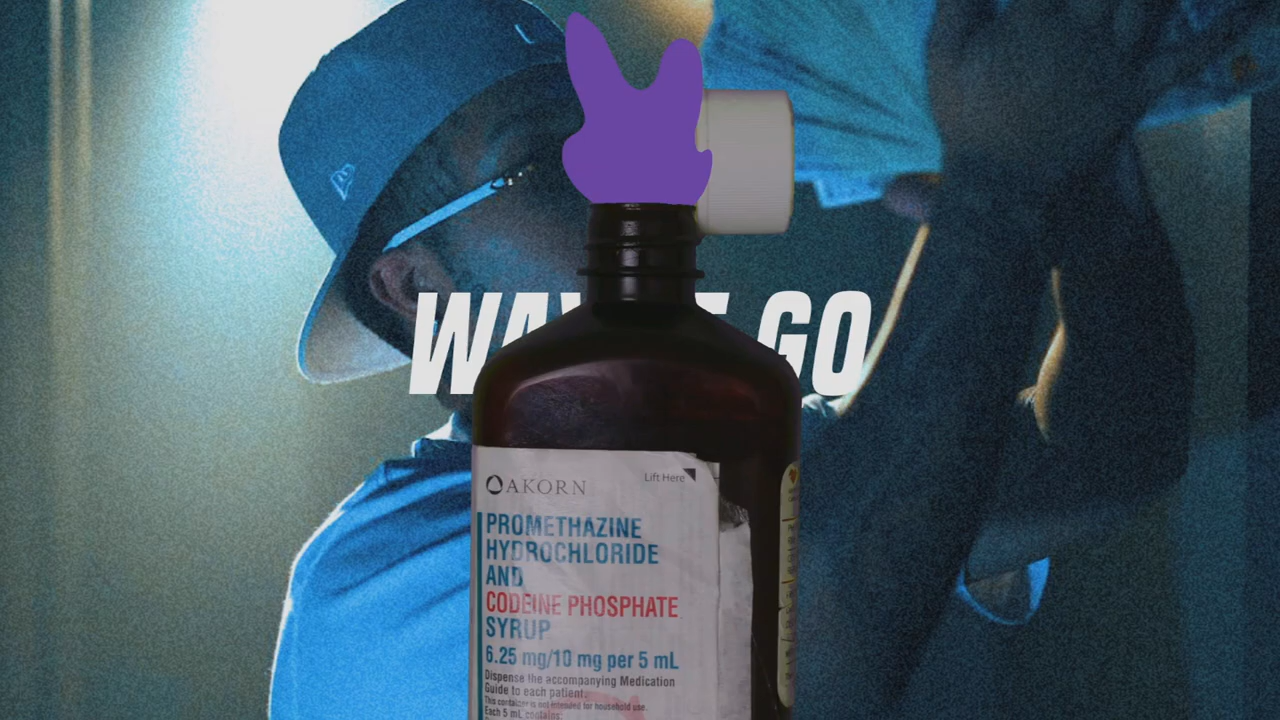 GO
AKORN
Lift Here
PROMETHAZINE
HYDROCHLORIDE
AND
CODEINE PHOSPHATE
SYRUP
6.25 mg/10 mg per 5 mL
Dispense the accompanying Medication
Guide to each patient.
This container is not intended for household use.
Each 5 mL contains: